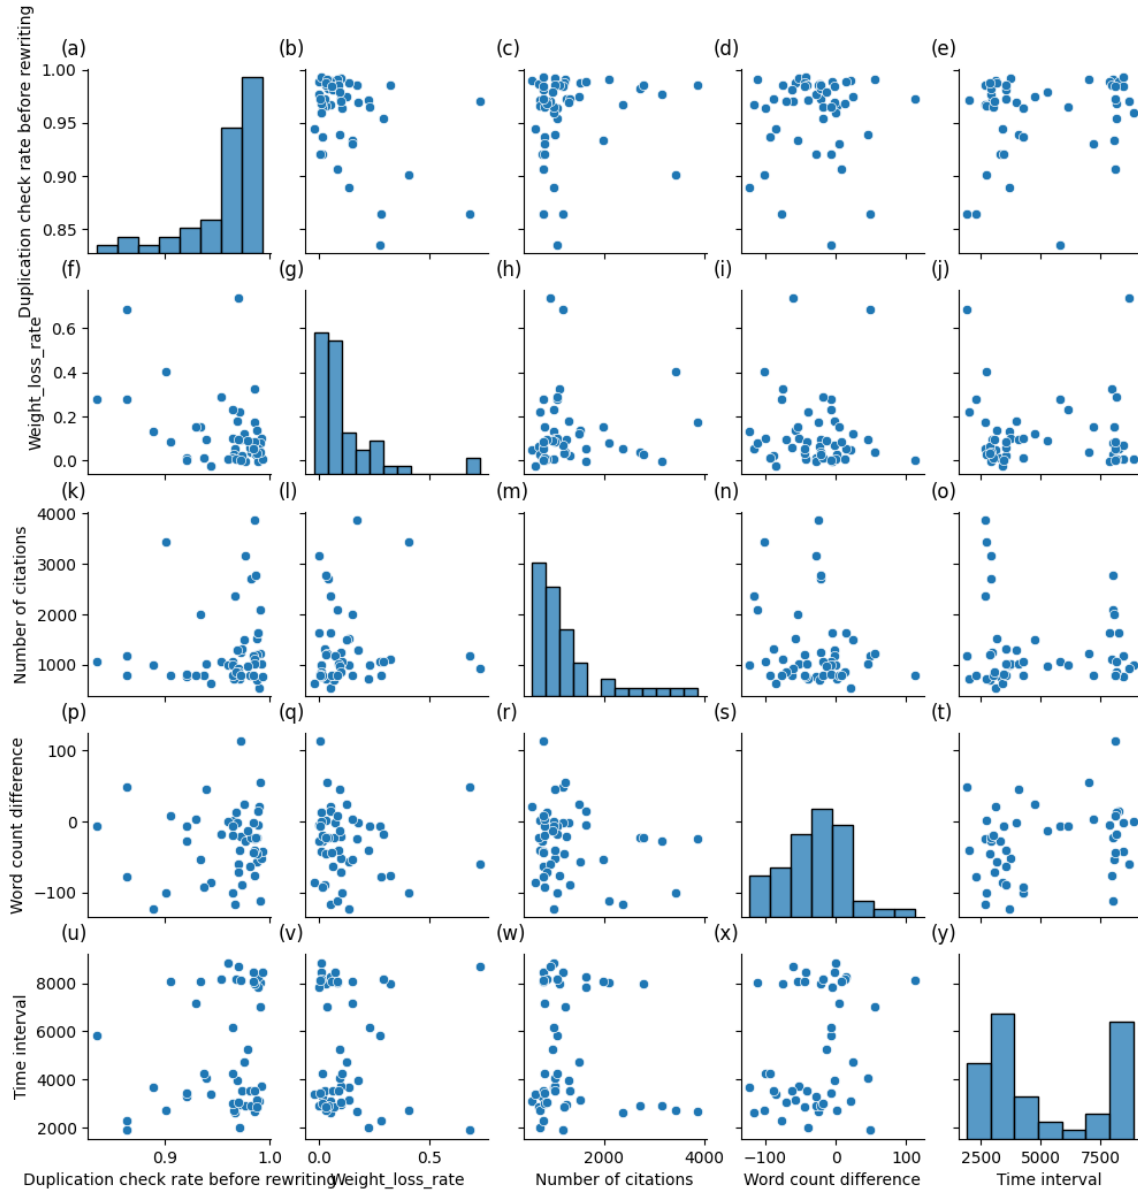 (a) (b) (c) (d) (e)
Duplication check rate before rewriting
1.00
0.95
0.90
0.85
(f) (g) (h) (i) (j)
Weight_loss_rate
0.6
0.4
0.2
0.0
(k) (l) (m) (n) (o)
Number of citations
4000
3000
2000
1000
(p) (q) (r) (s) (t)
Word count difference
100
0
−100
(u) (v) (w) (x) (y)
Time interval
8000
6000
4000
2000
0.9 1.0 0.0 0.5 2000 4000 −100 0 100 2500 5000 7500
Duplication check rate before rewriting Weight_loss_rate Number of citations Word count difference Time interval